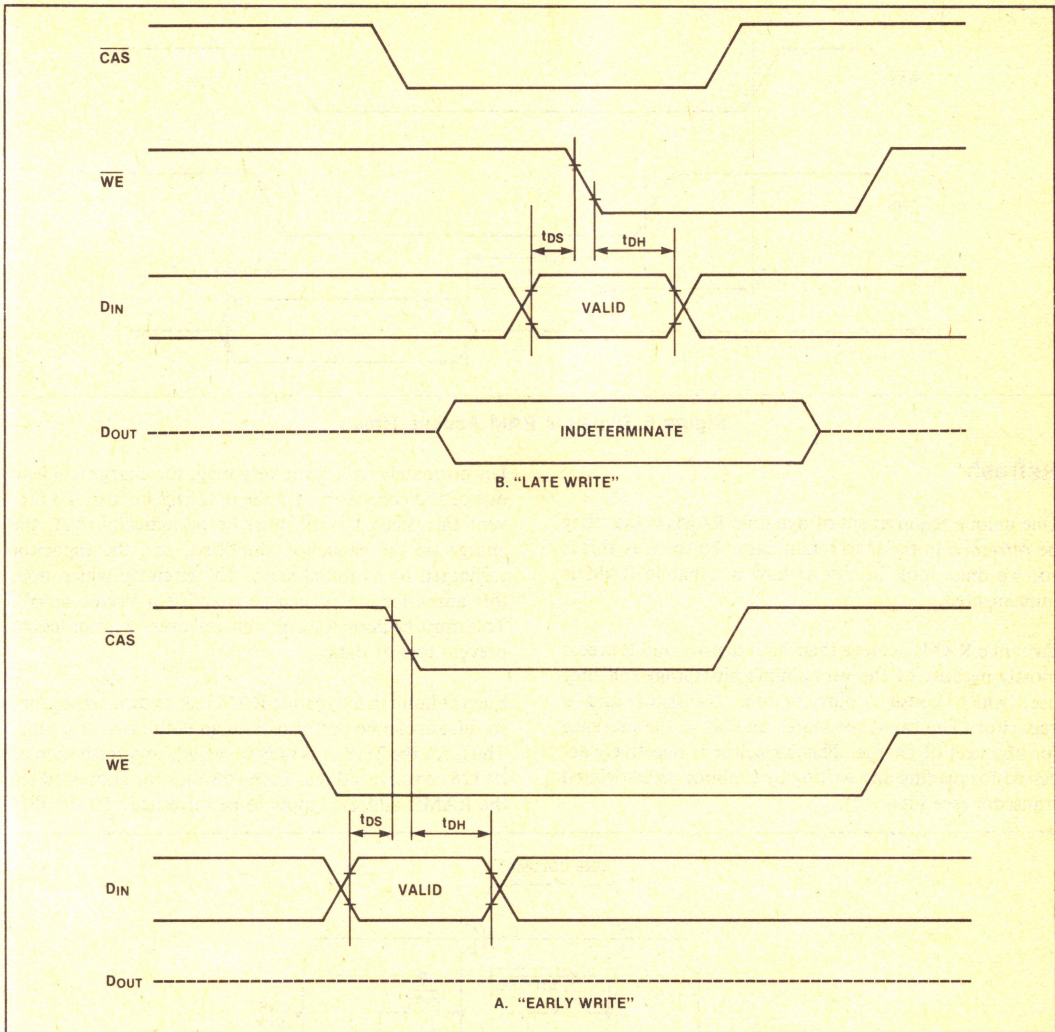 CAS
WE
tDS tDH
DIN VALID
DOUT INDETERMINATE
B. "LATE WRITE"
CAS
WE
tDS tDH
DIN VALID
DOUT
A. "EARLY WRITE"